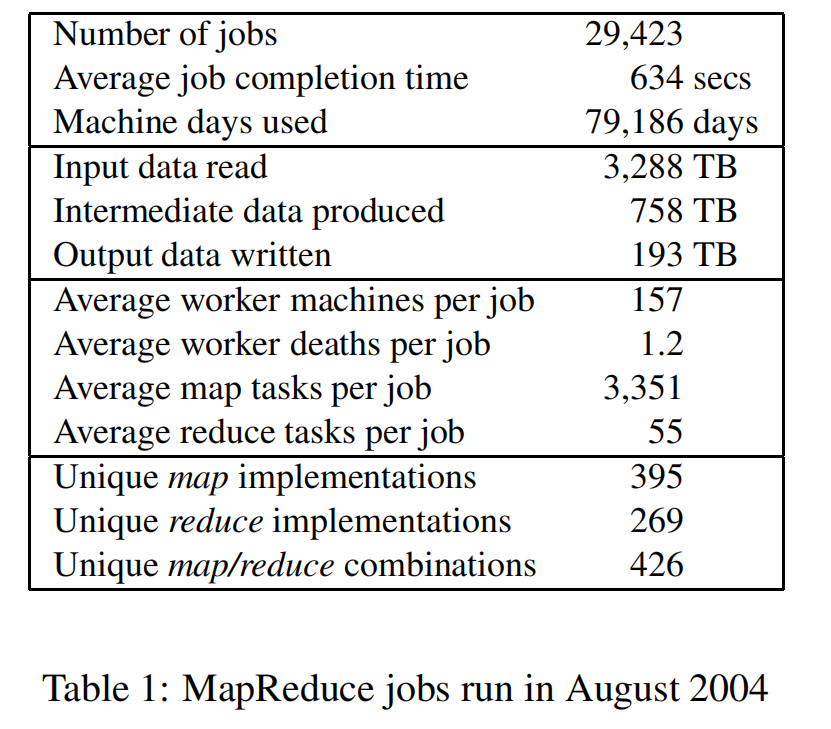 Number of jobs 29,423
Average job completion time 634 secs
Machine days used 79,186 days
Input data read 3,288 TB
Intermediate data produced 758 TB
Output data written 193 TB
Average worker machines per job 157
Average worker deaths per job 1.2
Average map tasks per job 3,351
Average reduce tasks per job 55
Unique map implementations 395
Unique reduce implementations 269
Unique map/reduce combinations 426
Table 1: MapReduce jobs run in August 2004